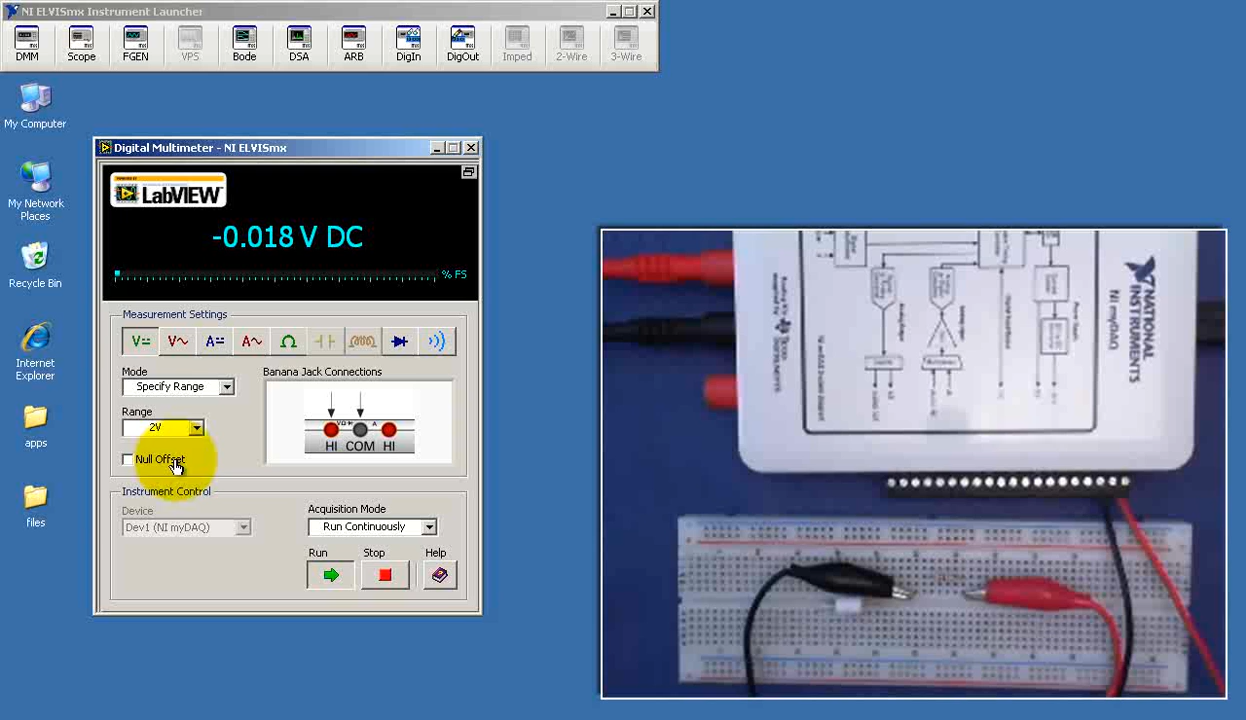 NI ELVISmx Instrument Launcher
DMM Scope FGEN VPS Bode DSA ARB DigIn DigOut Imped 2-Wire 3-Wire
My Computer
My Network
Places
Recycle Bin
Internet
Explorer
apps
files
Digital Multimeter - NI ELVISmx
LabVIEW
-0.018 V DC
% FS
Measurement Settings
V= V~ A= A~ Ω
Mode
Specify Range
Banana Jack Connections
Range
2V
VΩ A
HI COM HI
Null Offset
Instrument Control
Device
Dev1 (NI myDAQ)
Acquisition Mode
Run Continuously
Run Stop Help
NATIONAL
INSTRUMENTS
NI myDAQ